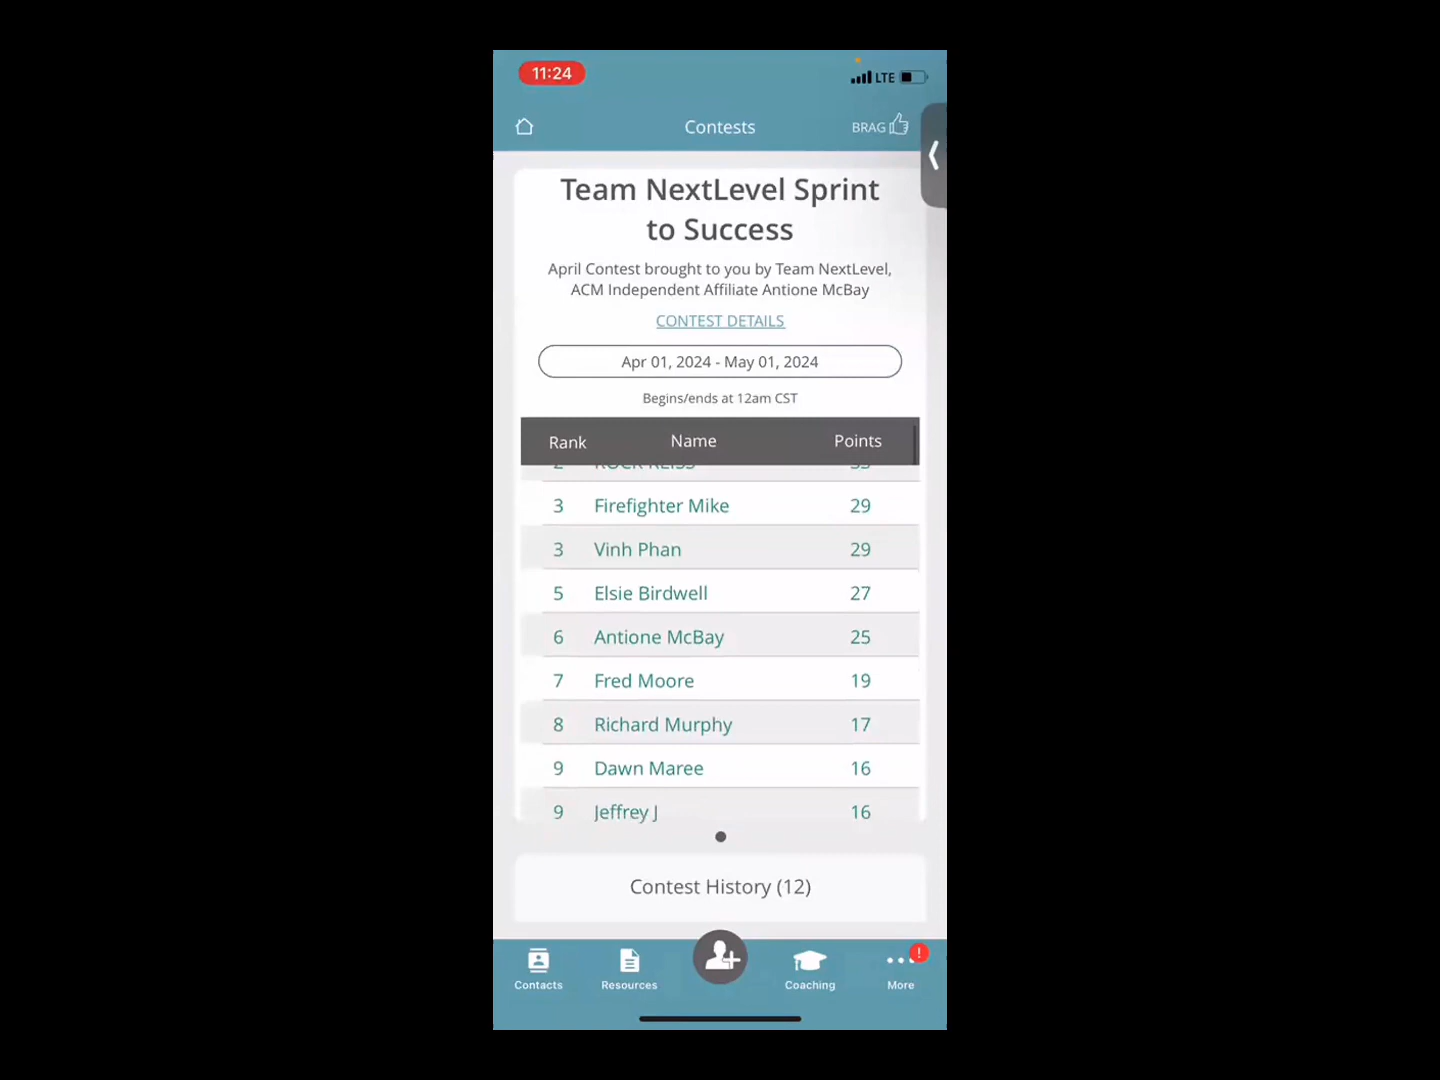 11:24
LTE
Contests
BRAG
Team NextLevel Sprint
to Success
April Contest brought to you by Team NextLevel,
ACM Independent Affiliate Antione McBay
CONTEST DETAILS
Apr 01, 2024 - May 01, 2024
Begins/ends at 12am CST
Rank Name Points
3 Firefighter Mike 29
3 Vinh Phan 29
5 Elsie Birdwell 27
6 Antione McBay 25
7 Fred Moore 19
8 Richard Murphy 17
9 Dawn Maree 16
9 Jeffrey J 16
Contest History (12)
Contacts Resources Coaching More